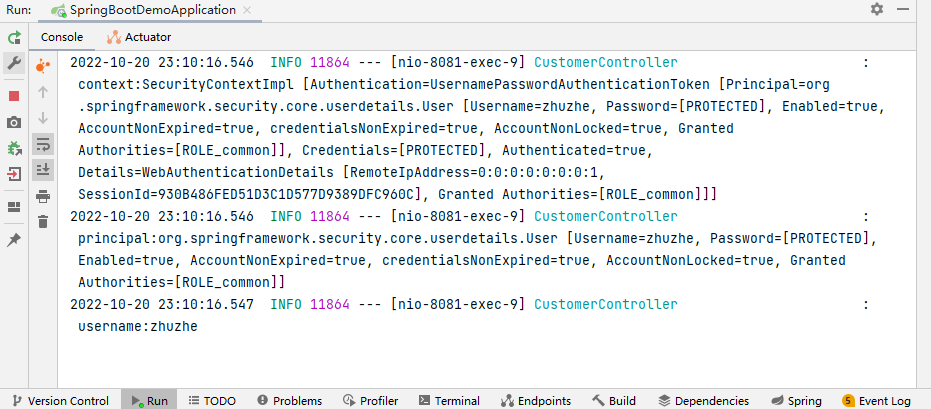 Run: SpringBootDemoApplication
Console Actuator
2022-10-20 23:10:16.546 INFO 11864 --- [nio-8081-exec-9] CustomerController :
context:SecurityContextImpl [Authentication=UsernamePasswordAuthenticationToken [Principal=org
.springframework.security.core.userdetails.User [Username=zhuzhe, Password=[PROTECTED], Enabled=true,
AccountNonExpired=true, credentialsNonExpired=true, AccountNonLocked=true, Granted
Authorities=[ROLE_common]], Credentials=[PROTECTED], Authenticated=true,
Details=WebAuthenticationDetails [RemoteIpAddress=0:0:0:0:0:0:0:1,
SessionId=930B486FED51D3C1D577D9389DFC960C], Granted Authorities=[ROLE_common]]]
2022-10-20 23:10:16.546 INFO 11864 --- [nio-8081-exec-9] CustomerController :
principal:org.springframework.security.core.userdetails.User [Username=zhuzhe, Password=[PROTECTED],
Enabled=true, AccountNonExpired=true, credentialsNonExpired=true, AccountNonLocked=true, Granted
Authorities=[ROLE_common]]
2022-10-20 23:10:16.547 INFO 11864 --- [nio-8081-exec-9] CustomerController :
username:zhuzhe
Version Control Run TODO Problems Profiler Terminal Endpoints Build Dependencies Spring 5 Event Log